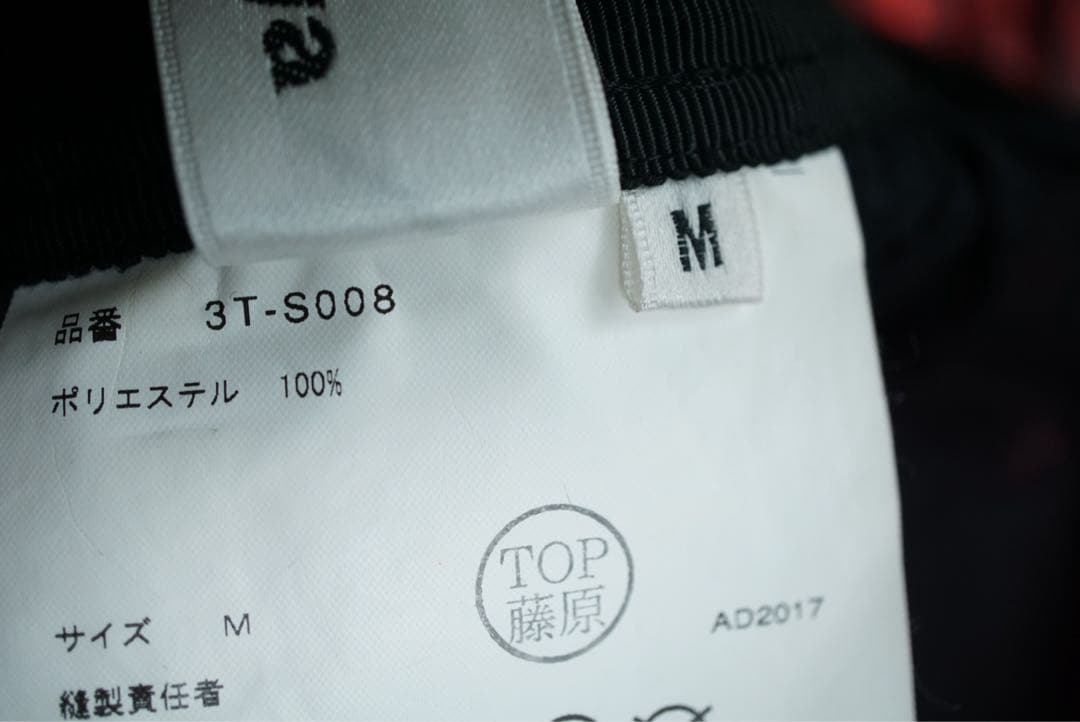 M
品番 3T-S008
ポリエステル 100%
TOP
藤原
サイズ M
AD2017
縫製責任者